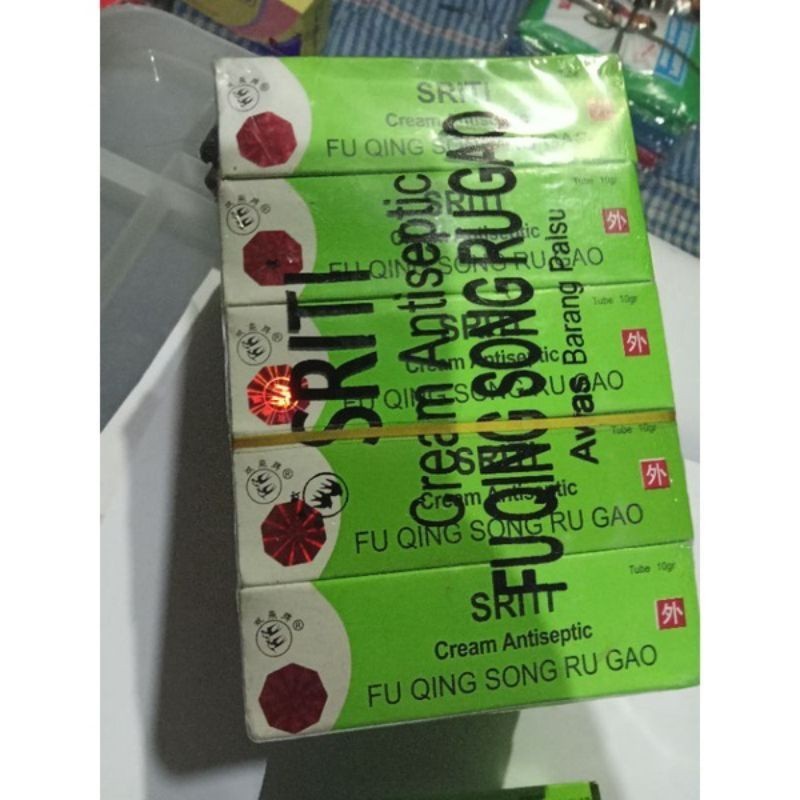 SRITI
Cream Antiseptic
FU QING SONG RU GAO
SRITI
Cream Antiseptic
FU QING SONG RU GAO
Tube 10gr
外
SRITI
Cream Antiseptic
FU QING SONG RU GAO
Tube 10gr
外
SRITI
Cream Antiseptic
FU QING SONG RU GAO
Tube 10gr
外
SRITI
Cream Antiseptic
FU QING SONG RU GAO
Tube 10gr
外
SRITI
Cream Antiseptic
FU QING SONG RU GAO
Awas Barang Palsu